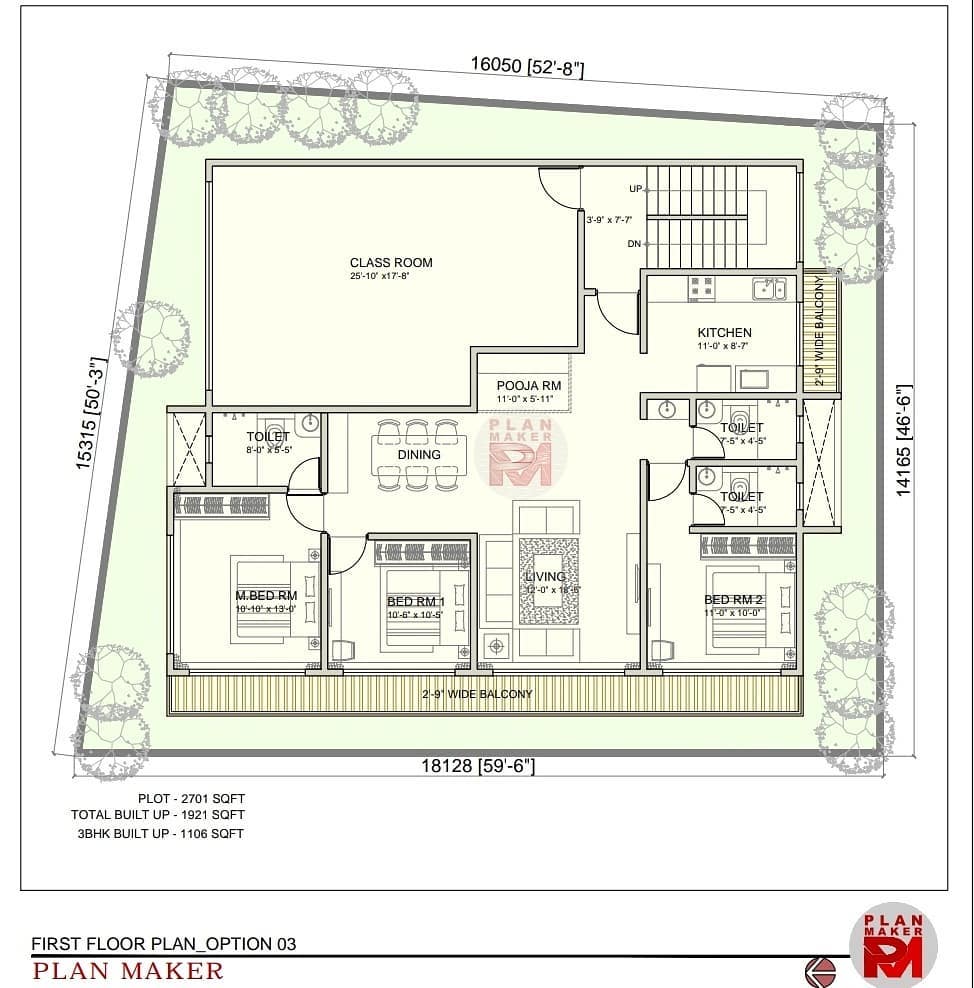 16050 [52'-8"]
UP
3'-9" x 7'-7"
DN
CLASS ROOM
25'-10" x17'-8"
KITCHEN
11'-0" x 8'-7"
2'-9" WIDE BALCONY
15315 [50'-3"]
14165 [46'-6"]
POOJA RM
11'-0" x 5'-11"
TOILET
8'-0" x 5'-5"
DINING
PLAN
MAKER
PM
TOILET
7'-5" x 4'-5"
TOILET
7'-5" x 4'-5"
M.BED RM
10'-10" x 13'-0"
BED RM 1
10'-6" x 10'-5"
LIVING
BED RM 2
11'-0" x 10'-0"
2'-9" WIDE BALCONY
18128 [59'-6"]
PLOT - 2701 SQFT
TOTAL BUILT UP - 1921 SQFT
3BHK BUILT UP - 1106 SQFT
FIRST FLOOR PLAN_OPTION 03
PLAN MAKER
PLAN
MAKER
PM